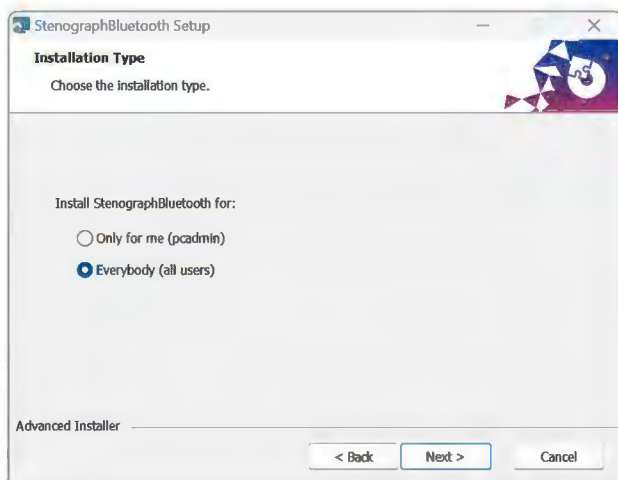 StenographBluetooth Setup
Installation Type
Choose the installation type.
Install StenographBluetooth for:
Only for me (pcadmin)
Everybody (all users)
Advanced Installer
< Back Next > Cancel